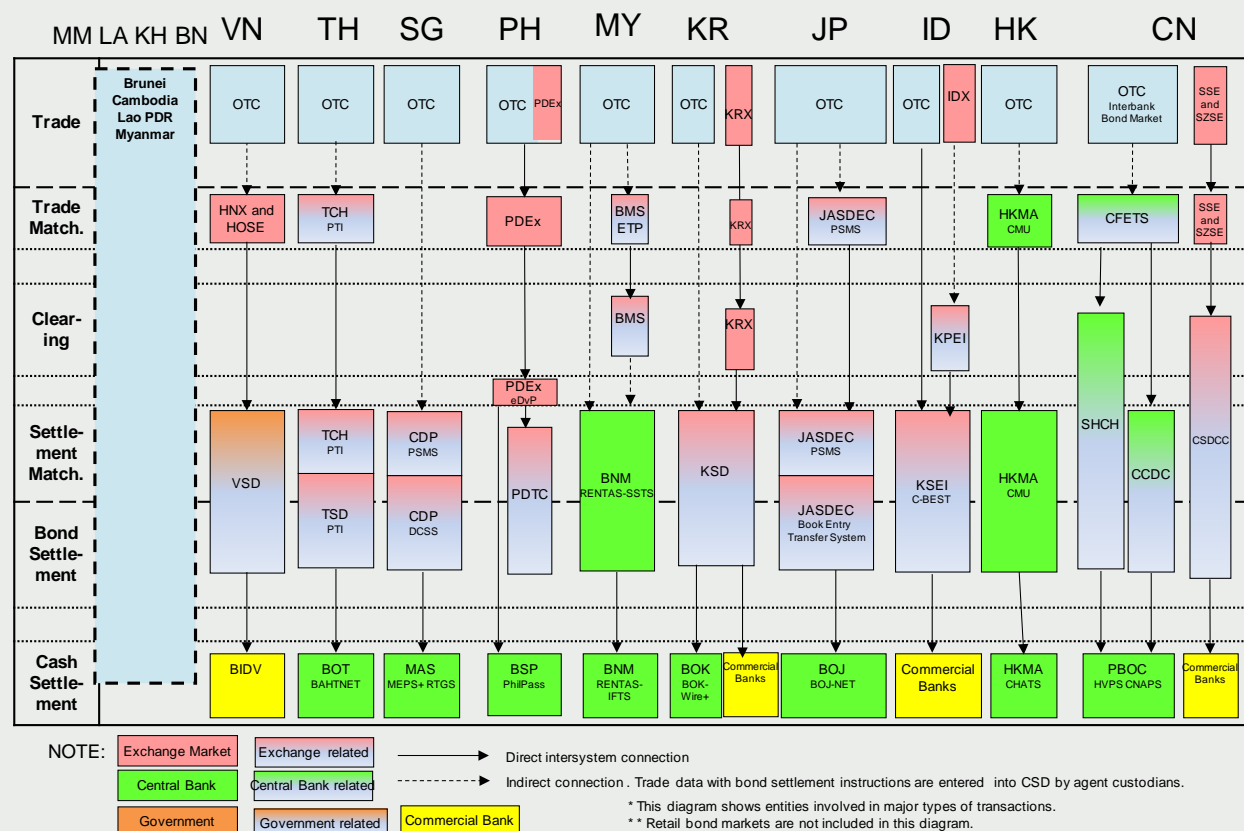 MM LA KH BN VN TH SG PH MY KR JP ID HK CN
Trade
Brunei
Cambodia
Lao PDR
Myanmar
OTC
OTC
OTC
OTC
PDEx
OTC
OTC
KRX
OTC
OTC
IDX
OTC
OTC
Interbank
Bond Market
SSE
and
SZSE
Trade
Match.
HNX and
HOSE
TCH
PTI
PDEx
BMS
ETP
KRX
JASDEC
PSMS
HKMA
CMU
CFETS
SSE
and
SZSE
Clear-
ing
BMS
KRX
KPEI
PDEx
eDvP
Settle-
ment
Match.
VSD
TCH
PTI
CDP
PSMS
PDTC
BNM
RENTAS-SSTS
KSD
JASDEC
PSMS
KSEI
C-BEST
HKMA
CMU
SHCH
CCDC
CSDCC
Bond
Settle-
ment
TSD
PTI
CDP
DCSS
JASDEC
Book Entry
Transfer System
Cash
Settle-
ment
BIDV
BOT
BAHTNET
MAS
MEPS+ RTGS
BSP
PhilPass
BNM
RENTAS-
IFTS
BOK
BOK-
Wire+
Commercial
Banks
BOJ
BOJ-NET
Commercial
Banks
HKMA
CHATS
PBOC
HVPS CNAPS
Commercial
Banks
NOTE:
Exchange Market
Exchange related
Direct intersystem connection
Central Bank
Central Bank related
Indirect connection . Trade data with bond settlement instructions are entered into CSD by agent custodians.
Government
Government related
Commercial Bank
* This diagram shows entities involved in major types of transactions.
* * Retail bond markets are not included in this diagram.